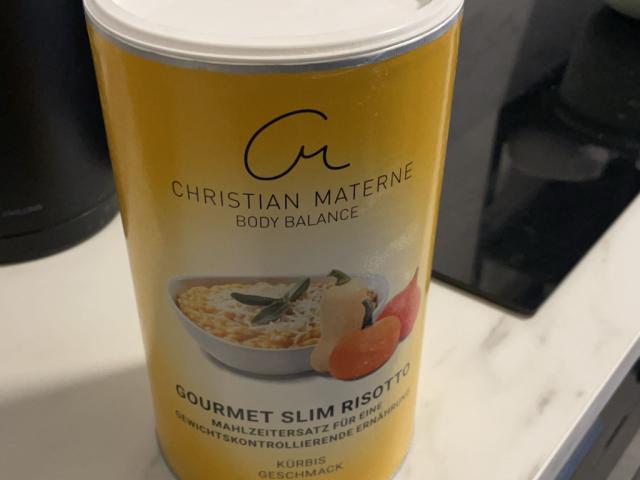 CHRISTIAN MATERNE
BODY BALANCE
GOURMET SLIM RISOTTO
MAHLZEITERSATZ FÜR EINE
GEWICHTSKONTROLLIERENDE ERNÄHRUNG
KÜRBIS
GESCHMACK